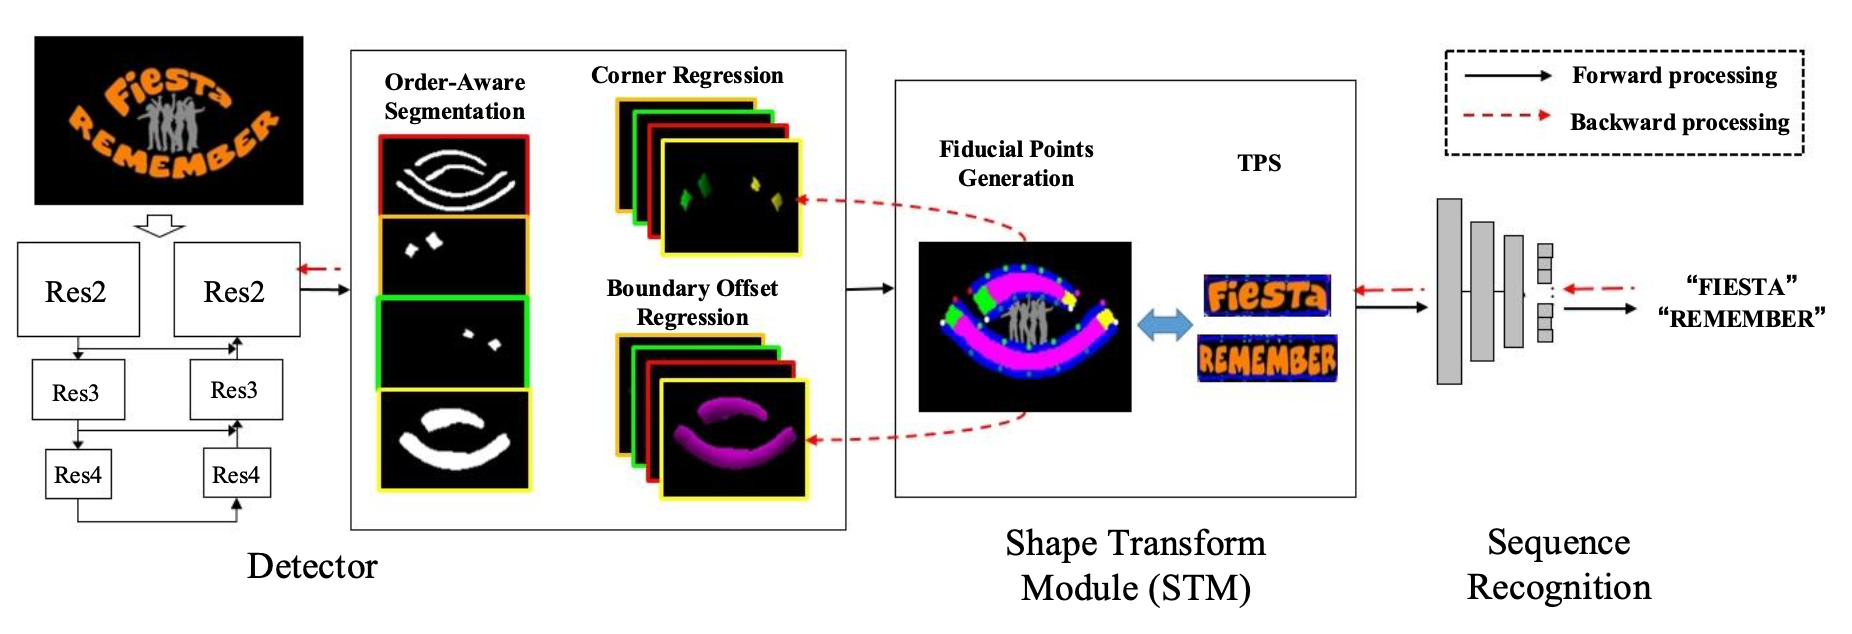 Fiesta
REMEMBER
Res2
Res2
Res3
Res3
Res4
Res4
Detector
Order-Aware
Segmentation
Corner Regression
Boundary Offset
Regression
Fiducial Points
Generation
TPS
Fiesta
REMEMBER
Shape Transform
Module (STM)
Forward processing
Backward processing
“FIESTA”
“REMEMBER”
Sequence
Recognition